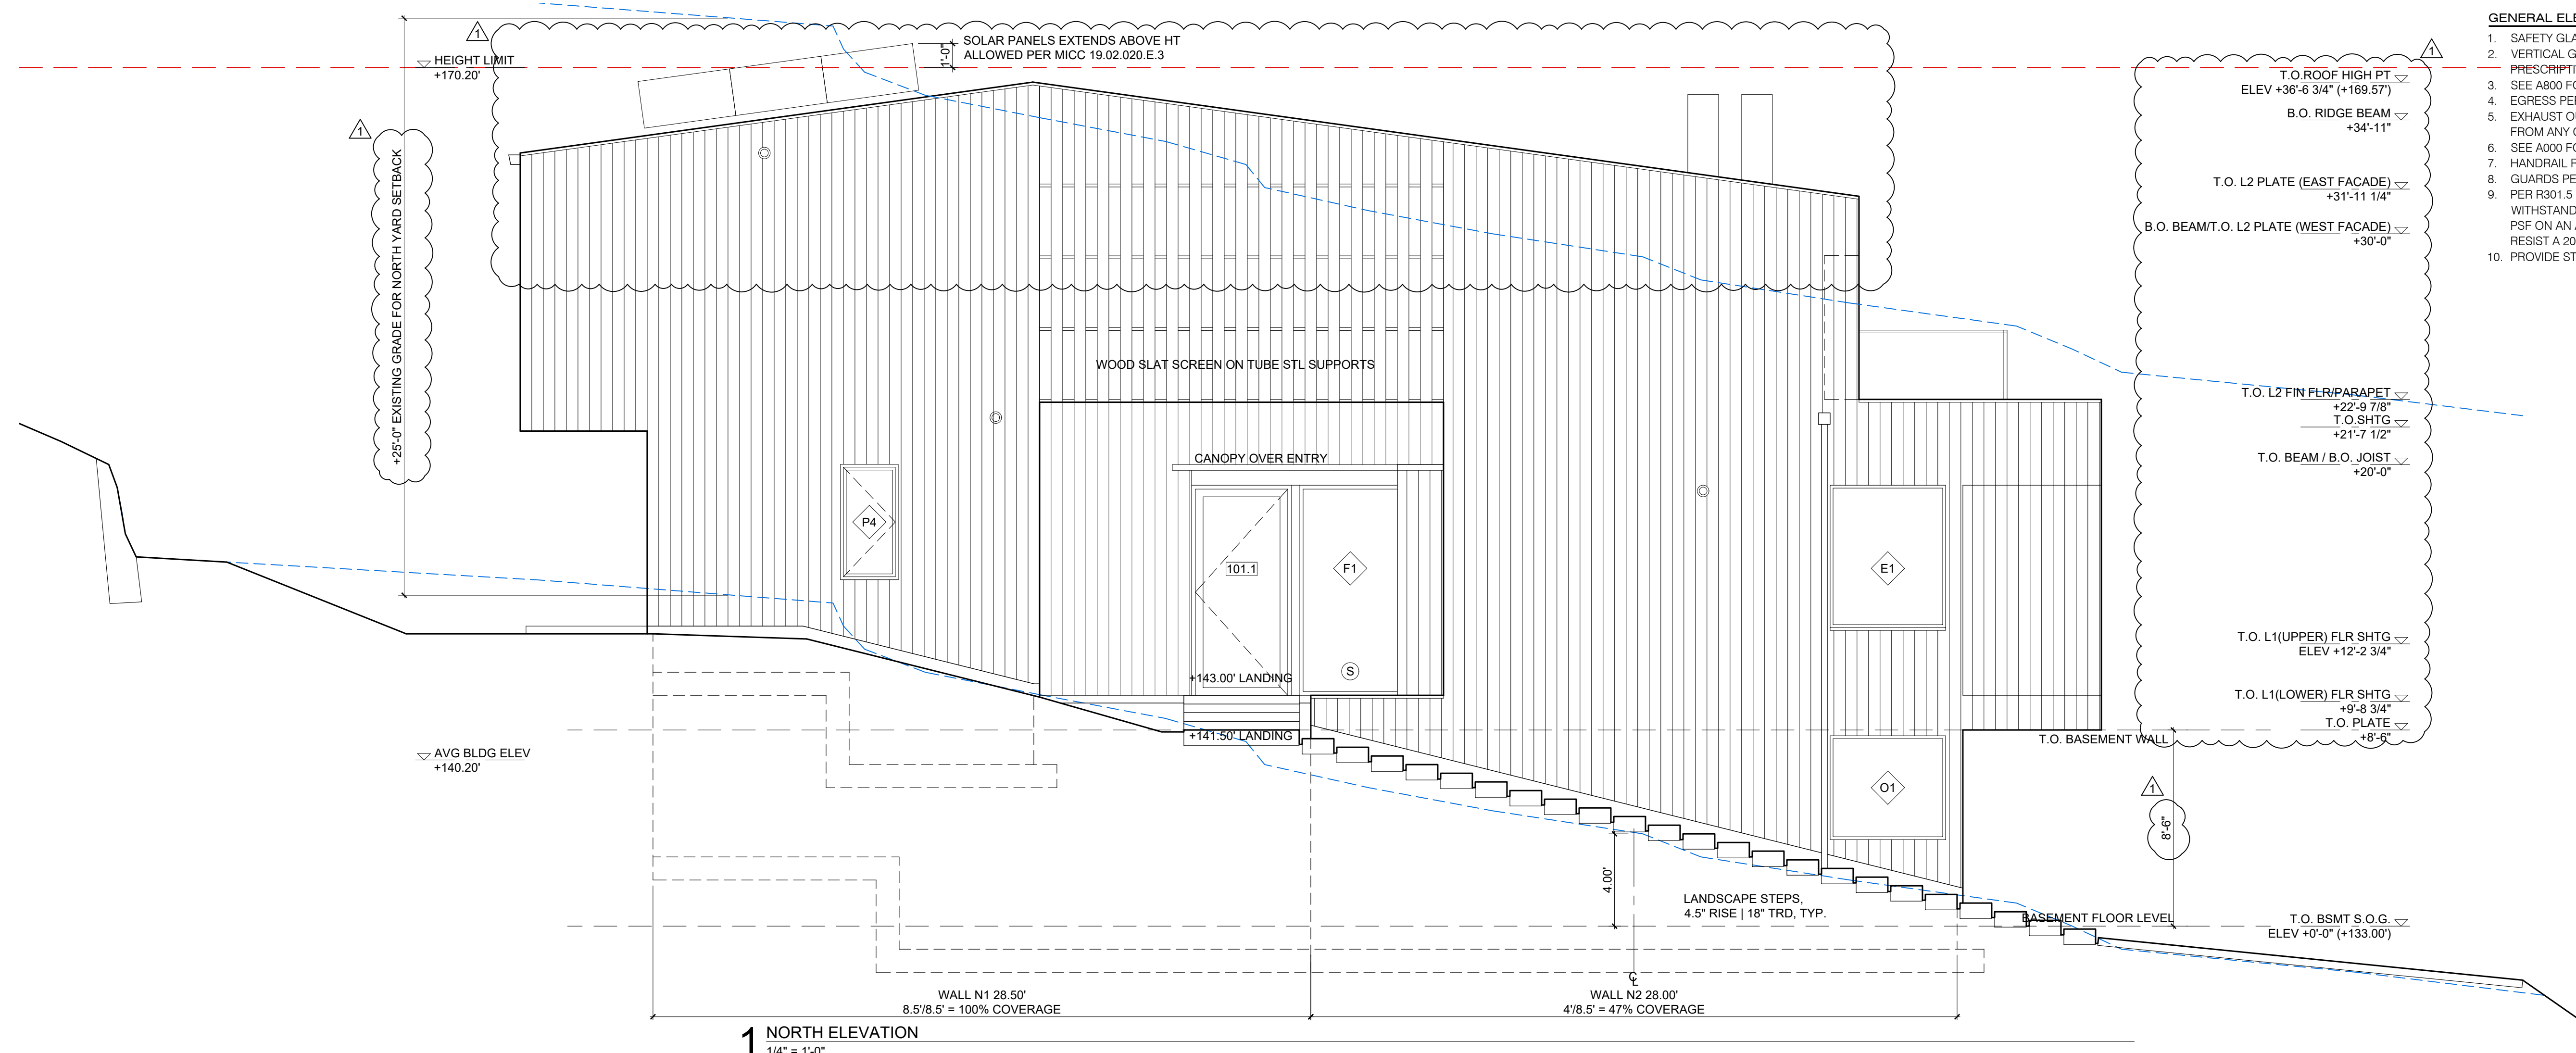 1
SOLAR PANELS EXTENDS ABOVE HT
ALLOWED PER MICC 19.02.020.E.3
1'-0"
HEIGHT LIMIT
+170.20'
1
+25'-0" EXISTING GRADE FOR NORTH YARD SETBACK
WOOD SLAT SCREEN ON TUBE STL SUPPORTS
CANOPY OVER ENTRY
P4
101.1
F1
S
E1
O1
+143.00' LANDING
+141.50' LANDING
AVG BLDG ELEV
+140.20'
4.00'
LANDSCAPE STEPS,
4.5" RISE | 18" TRD, TYP.
WALL N1 28.50'
8.5'/8.5' = 100% COVERAGE
WALL N2 28.00'
4'/8.5' = 47% COVERAGE
1 NORTH ELEVATION
1/4" = 1'-0"
1
T.O.ROOF HIGH PT
ELEV +36'-6 3/4" (+169.57')
B.O. RIDGE BEAM
+34'-11"
T.O. L2 PLATE (EAST FACADE)
+31'-11 1/4"
B.O. BEAM/T.O. L2 PLATE (WEST FACADE)
+30'-0"
T.O. L2 FIN FLR/PARAPET
+22'-9 7/8"
T.O.SHTG
+21'-7 1/2"
T.O. BEAM / B.O. JOIST
+20'-0"
T.O. L1(UPPER) FLR SHTG
ELEV +12'-2 3/4"
T.O. L1(LOWER) FLR SHTG
+9'-8 3/4"
T.O. PLATE
+8'-6"
T.O. BASEMENT WALL
1
8'-6"
BASEMENT FLOOR LEVEL
T.O. BSMT S.O.G.
ELEV +0'-0" (+133.00')
GENERAL ELE
1. SAFETY GLA
2. VERTICAL G
PRESCRIPTI
3. SEE A800 FO
4. EGRESS PE
5. EXHAUST OU
FROM ANY
6. SEE A000 FO
7. HANDRAIL
8. GUARDS PE
9. PER R301.5
WITHSTAND
PSF ON AN
RESIST A 20
10. PROVIDE ST